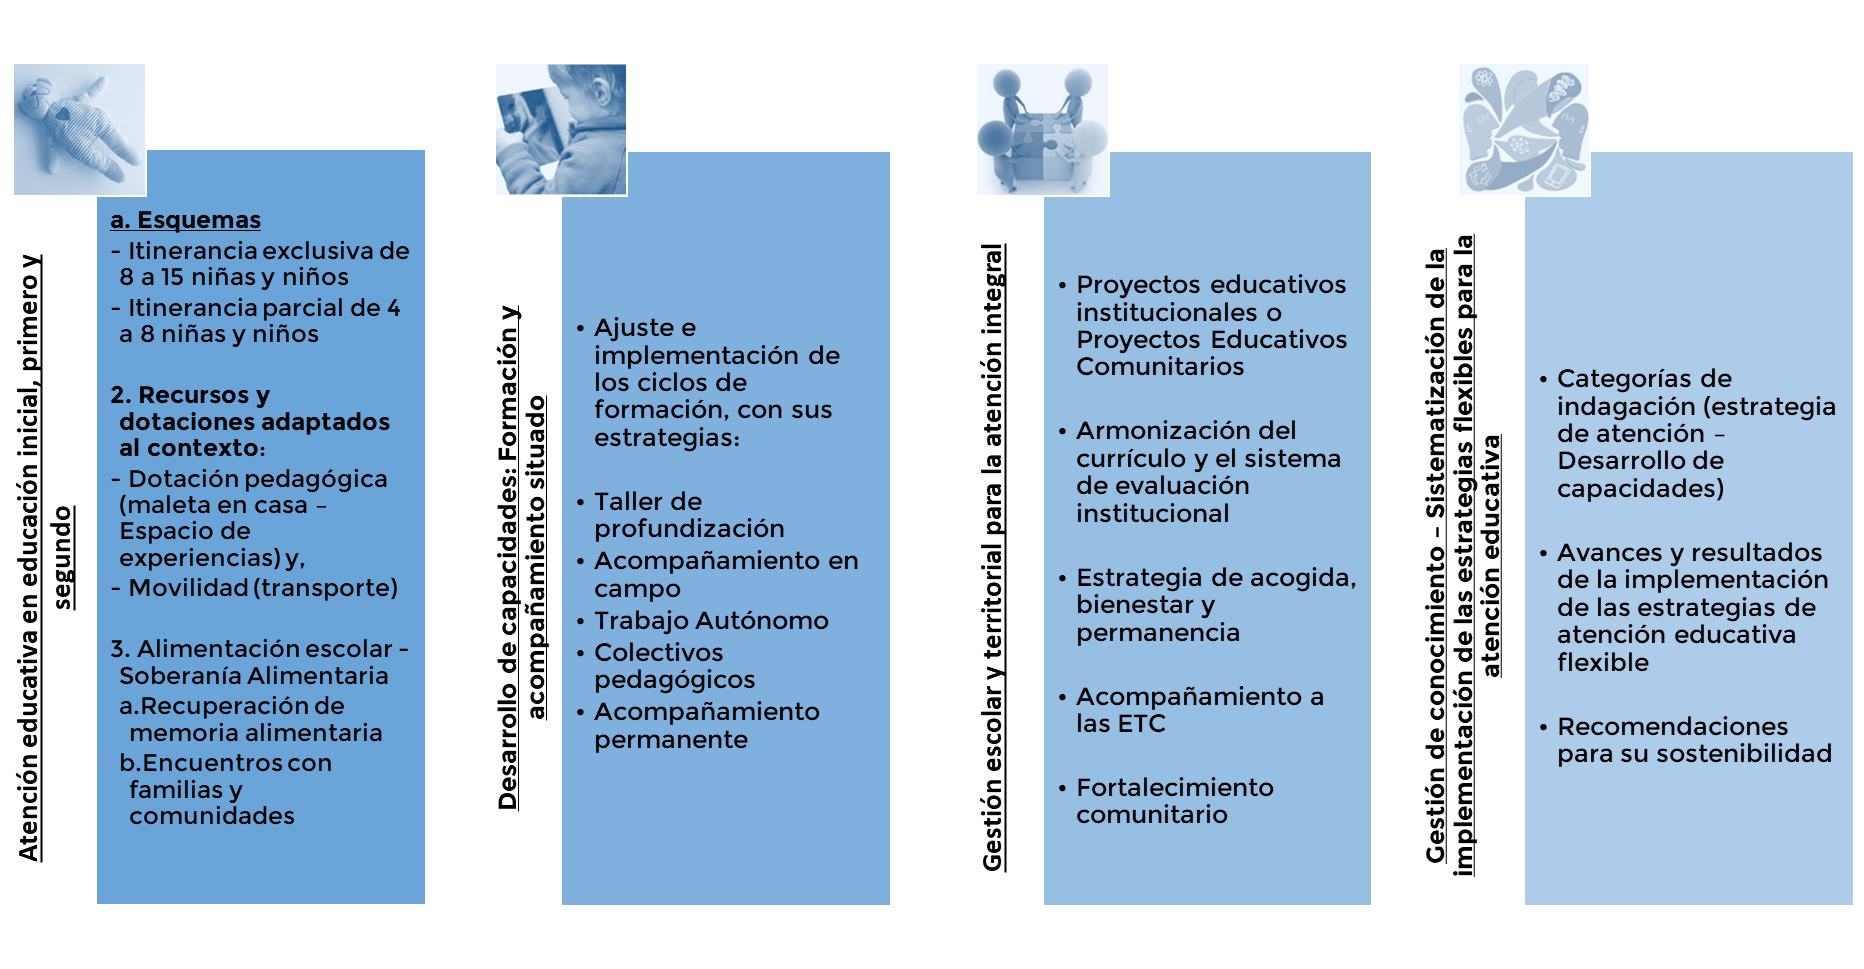 Atención educativa en educación inicial, primero y
segundo
a. Esquemas
- Itinerancia exclusiva de
8 a 15 niñas y niños
- Itinerancia parcial de 4
a 8 niñas y niños
2. Recursos y
dotaciones adaptados
al contexto:
- Dotación pedagógica
(maleta en casa –
Espacio de
experiencias) y,
- Movilidad (transporte)
3. Alimentación escolar -
Soberanía Alimentaria
a.Recuperación de
memoria alimentaria
b.Encuentros con
familias y
comunidades
Desarrollo de capacidades: Formación y
acompañamiento situado
• Ajuste e
implementación de
los ciclos de
formación, con sus
estrategias:
• Taller de
profundización
• Acompañamiento en
campo
• Trabajo Autónomo
• Colectivos
pedagógicos
• Acompañamiento
permanente
Gestión escolar y territorial para la atención integral
• Proyectos educativos
institucionales o
Proyectos Educativos
Comunitarios
• Armonización del
currículo y el sistema
de evaluación
institucional
• Estrategia de acogida,
bienestar y
permanencia
• Acompañamiento a
las ETC
• Fortalecimiento
comunitario
Gestión de conocimiento – Sistematización de la
implementación de las estrategias flexibles para la
atención educativa
• Categorías de
indagación (estrategia
de atención –
Desarrollo de
capacidades)
• Avances y resultados
de la implementación
de las estrategias de
atención educativa
flexible
• Recomendaciones
para su sostenibilidad